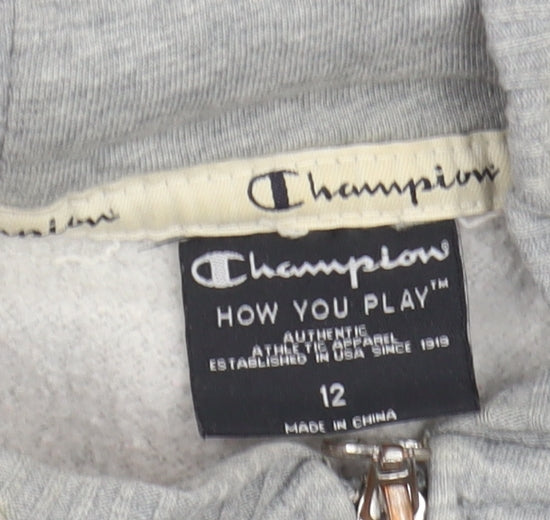 Champion
Champion
HOW YOU PLAY™
AUTHENTIC
ATHLETIC APPAREL
ESTABLISHED IN USA SINCE 1919
12
MADE IN CHINA